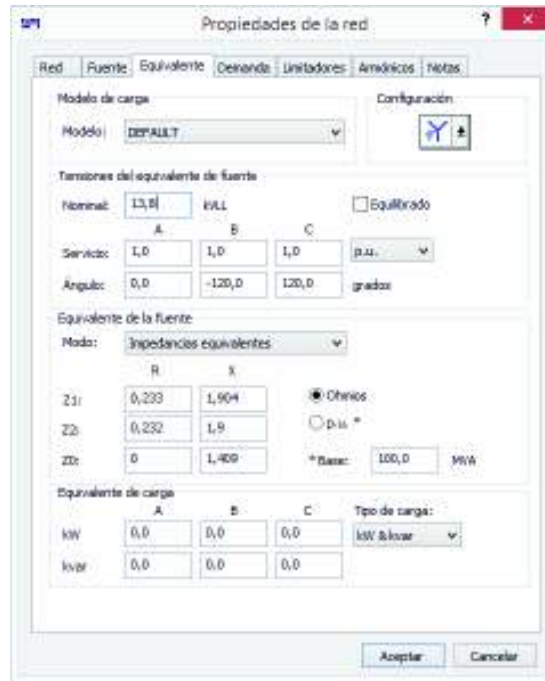 Propiedades de la red
?
Red Fuente Equivalente Demanda Limitadores Armónicos Notas
Modelo de carga
Configuración
Modelo: DEFAULT
Tensiones del equivalente de fuente
Nominal: 13,8 kVLL Equilibrado
A B C
Servicio: 1,0 1,0 1,0 p.u.
Ángulo: 0,0 -120,0 120,0 grados
Equivalente de la fuente
Modo: Impedancias equivalentes
R X
Z1: 0,233 1,904 Ohmios
Z2: 0,232 1,9 p.u. *
Z0: 0 1,409 *Base: 100,0 MVA
Equivalente de carga
A B C Tipo de carga:
kW 0,0 0,0 0,0 kW & kvar
kvar 0,0 0,0 0,0
Aceptar Cancelar